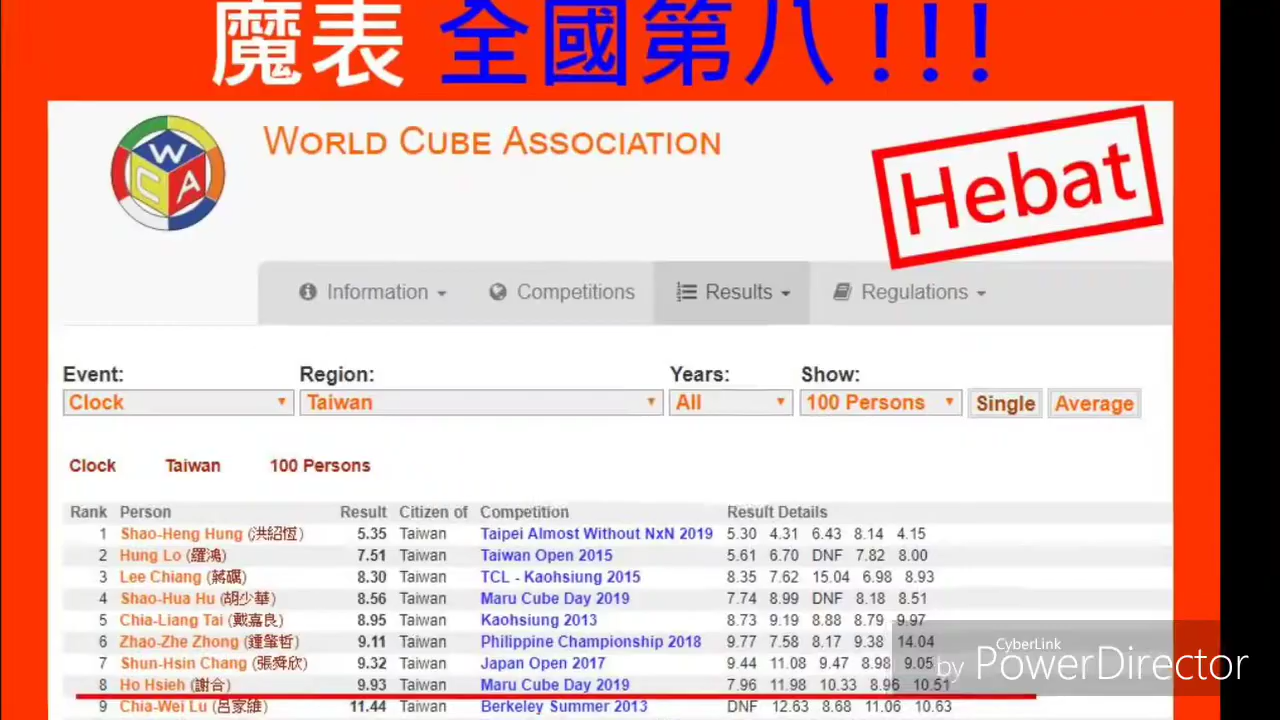 魔表 全國第八!!!
WORLD CUBE ASSOCIATION
WCA
Hebat
Information Competitions Results Regulations
Event: Region: Years: Show:
Clock Taiwan All 100 Persons Single Average
Clock Taiwan 100 Persons
Rank Person Result Citizen of Competition Result Details
1 Shao-Heng Hung (洪紹恆) 5.35 Taiwan Taipei Almost Without NxN 2019 5.30 4.31 6.43 8.14 4.15
2 Hung Lo (羅鴻) 7.51 Taiwan Taiwan Open 2015 5.61 6.70 DNF 7.82 8.00
3 Lee Chiang (蔣礪) 8.30 Taiwan TCL - Kaohsiung 2015 8.35 7.62 15.04 6.98 8.93
4 Shao-Hua Hu (胡少華) 8.56 Taiwan Maru Cube Day 2019 7.74 8.99 DNF 8.18 8.51
5 Chia-Liang Tai (戴嘉良) 8.95 Taiwan Kaohsiung 2013 8.73 9.19 8.88 8.79 9.97
6 Zhao-Zhe Zhong (鍾肇哲) 9.11 Taiwan Philippine Championship 2018 9.77 7.58 8.17 9.38 14.04
7 Shun-Hsin Chang (張舜欣) 9.32 Taiwan Japan Open 2017 9.44 11.08 9.47 8.98 9.05
8 Ho Hsieh (謝合) 9.93 Taiwan Maru Cube Day 2019 7.96 11.98 10.33 8.96 10.51
9 Chia-Wei Lu (呂家維) 11.44 Taiwan Berkeley Summer 2013 DNF 12.63 8.68 11.06 10.63
CyberLink
by PowerDirector